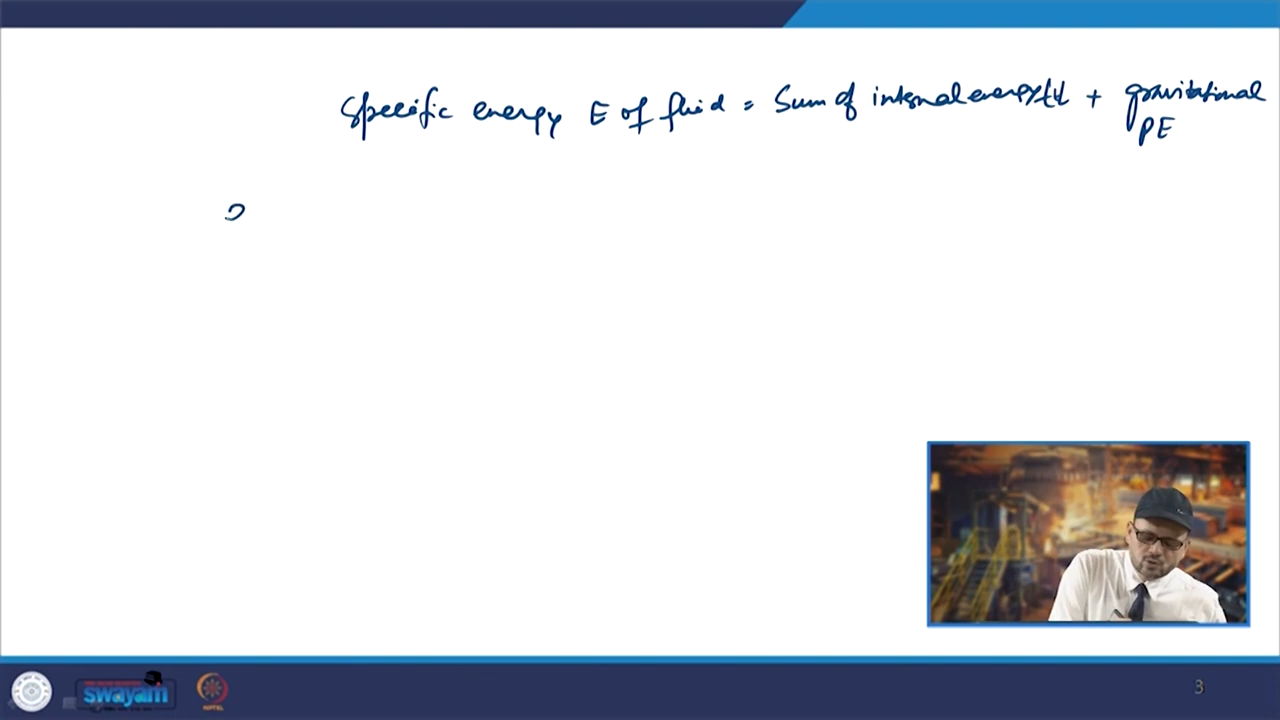 Specific energy E of fluid = Sum of internal energy + gravitational
PE
3
swayam